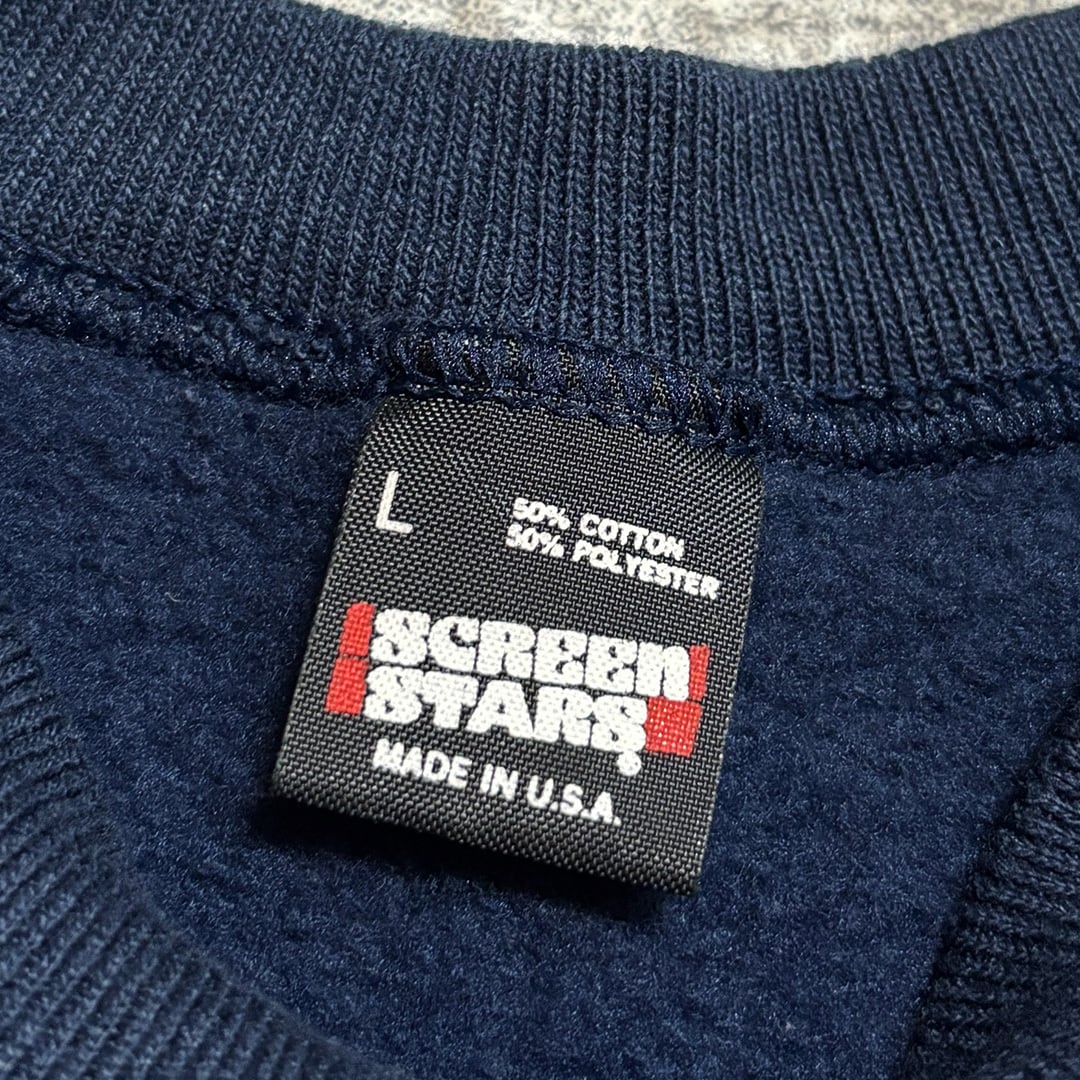 L
50% COTTON
50% POLYESTER
SCREEN
STARS®
MADE IN U.S.A.